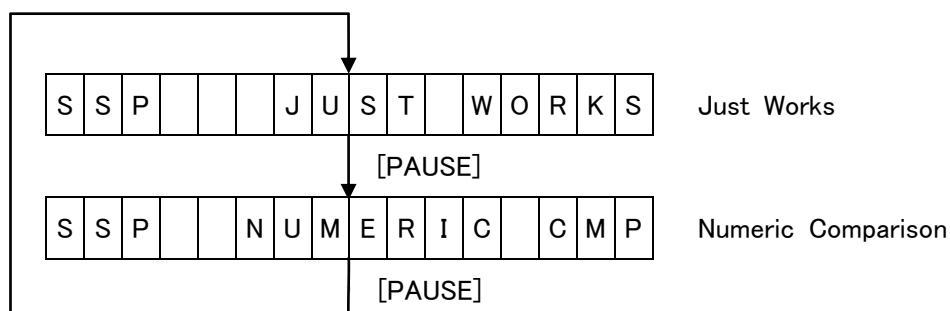 SSP JUST WORKS Just Works
[PAUSE]
SSP NUMERIC CMP Numeric Comparison
[PAUSE]